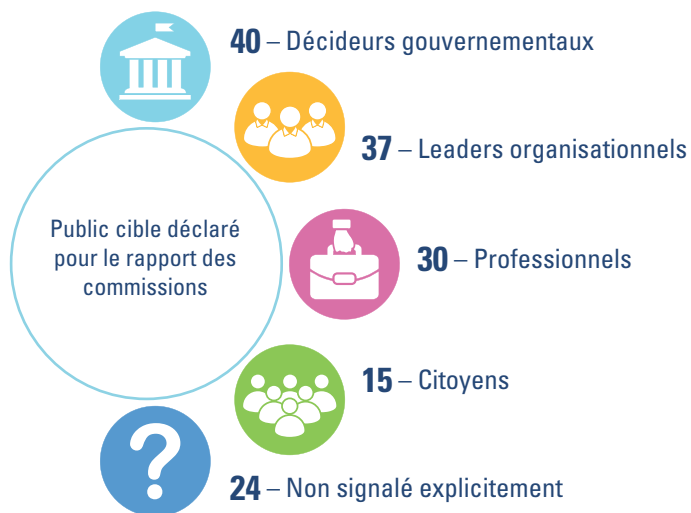 40 – Décideurs gouvernementaux
37 – Leaders organisationnels
Public cible déclaré
pour le rapport des
commissions
30 – Professionnels
15 – Citoyens
?
24 – Non signalé explicitement